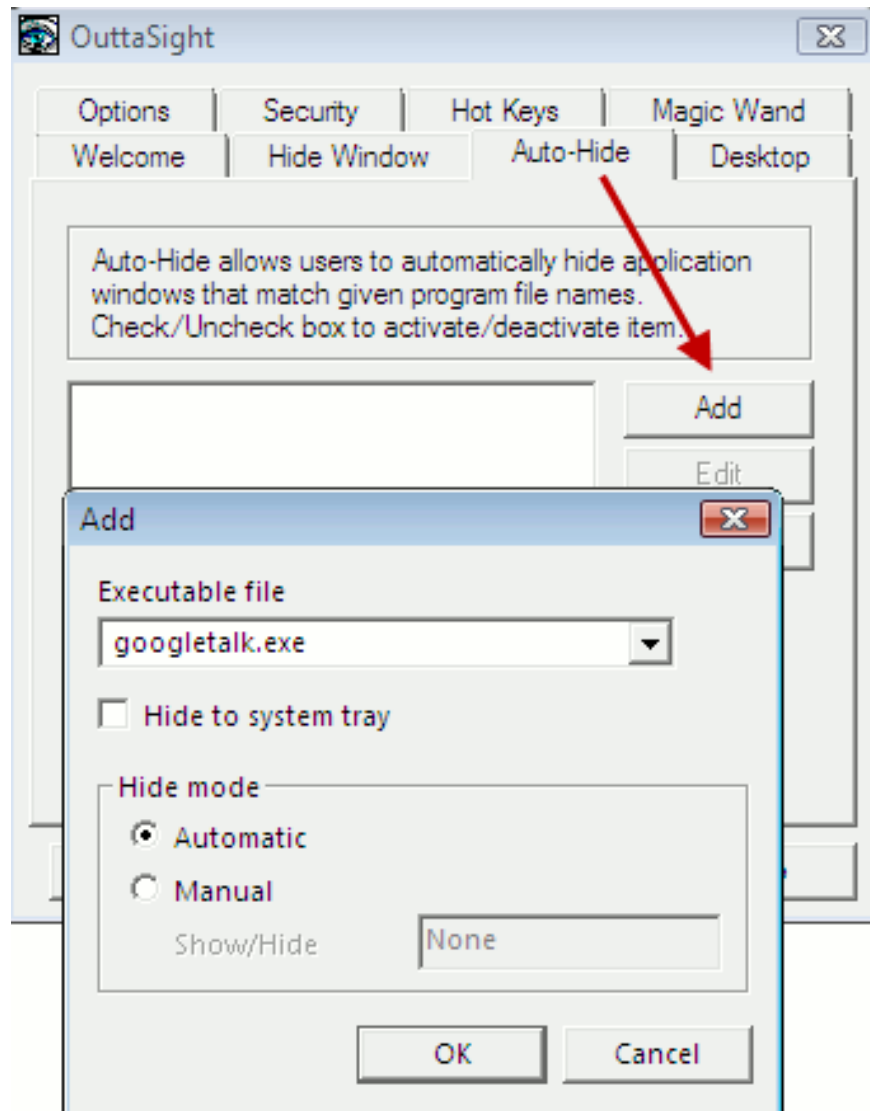 OuttaSight
Options Security Hot Keys Magic Wand
Welcome Hide Window Auto-Hide Desktop
Auto-Hide allows users to automatically hide application
windows that match given program file names.
Check/Uncheck box to activate/deactivate item.
Add
Edit
Add
Executable file
googletalk.exe
Hide to system tray
Hide mode
Automatic
Manual
Show/Hide None
OK Cancel